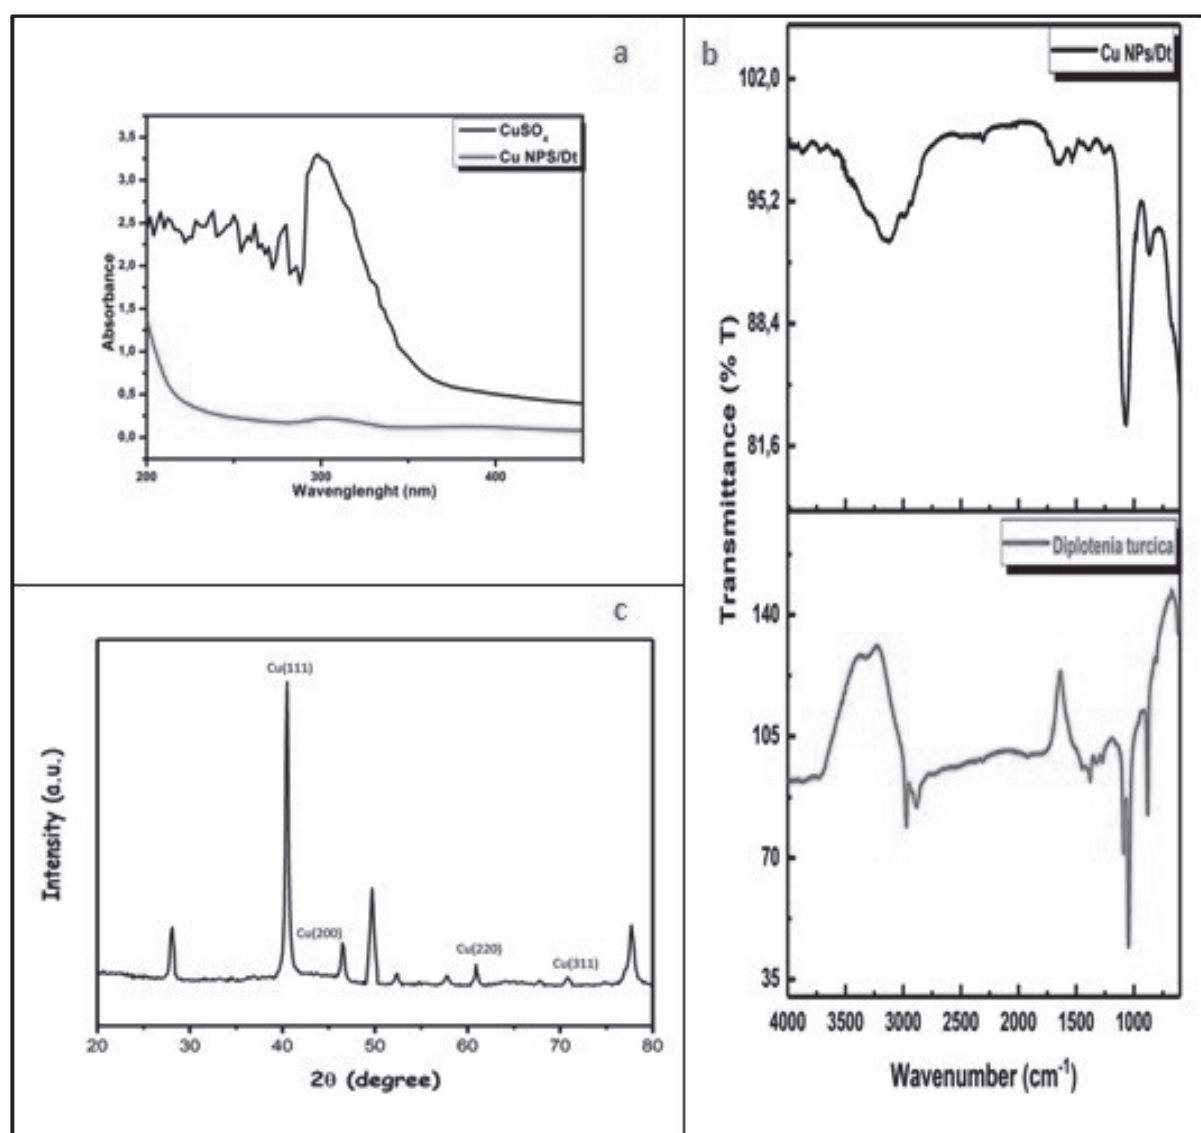 a
CuSO4
Cu NPS/Dt
3,5
3,0
2,5
2,0
1,5
1,0
0,5
0,0
Absorbance
200 300 400
Wavenglenght (nm)
b
Cu NPs/Dt
102,0
95,2
88,4
81,6
Transmittance (% T)
Diplotenia turcica
140
105
70
35
4000 3500 3000 2500 2000 1500 1000
Wavenumber (cm-1)
c
Cu(111)
Cu(200)
Cu(220)
Cu(311)
Intensity (a.u.)
20 30 40 50 60 70 80
2θ (degree)